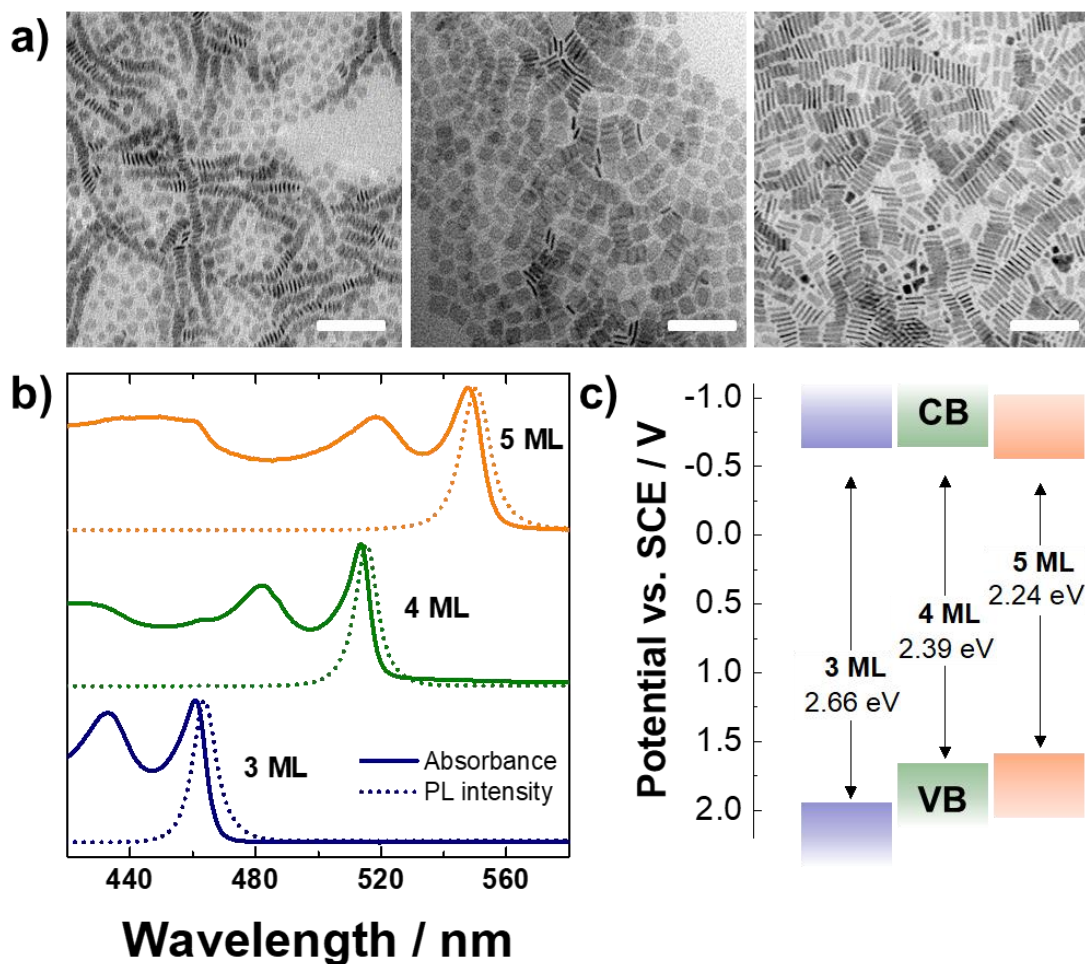 a)
b)
5 ML
4 ML
3 ML
Absorbance
PL intensity
440 480 520 560
Wavelength / nm
c)
Potential vs. SCE / V
-1.0
-0.5
0.0
0.5
1.0
1.5
2.0
CB
5 ML
2.24 eV
4 ML
2.39 eV
3 ML
2.66 eV
VB